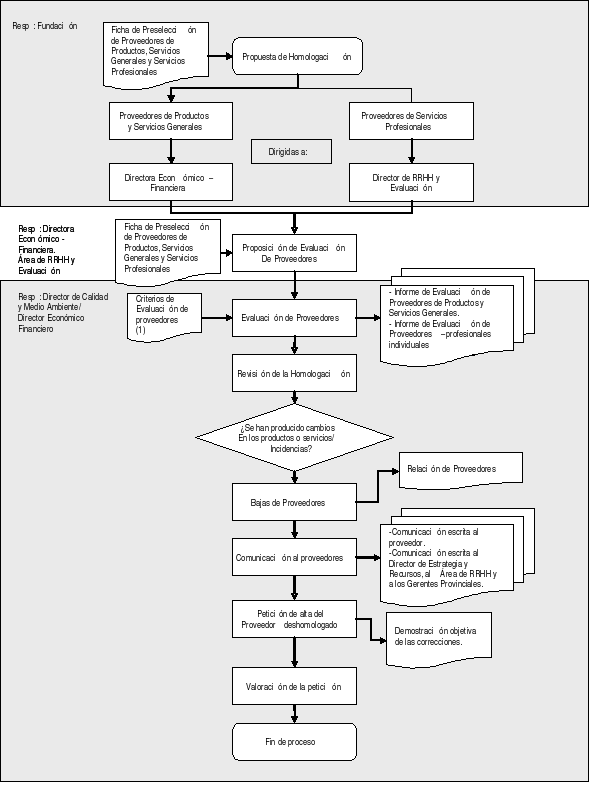 Resp : Fundaci ón
Ficha de Preselecci ón
de Proveedores de
Productos, Servicios
Generales y Servicios
Profesionales
Propuesta de Homologaci ón
Proveedores de Productos
y Servicios Generales
Proveedores de Servicios
Profesionales
Dirigidas a:
Directora Econ ómico –
Financiera
Director de RRHH y
Evaluaci ón
Resp : Directora
Econ ómico -
Financiera.
Área de RRHH y
Evaluaci ón
Ficha de Preselecci ón
de Proveedores de
Productos, Servicios
Generales y Servicios
Profesionales
Proposici ón de Evaluaci ón
De Proveedores
Resp : Director de Calidad
y Medio Ambiente/
Director Económico
Financiero
Criterios de
Evaluaci ón de
proveedores
(1)
Evaluaci ón de Proveedores
- Informe de Evaluaci ón de
Proveedores de Productos y
Servicios Generales.
- Informe de Evaluaci ón de
Proveedores –profesionales
individuales
Revisi ón de la Homologaci ón
¿Se han producido cambios
En los productos o servicios/
Incidencias?
Relaci ón de Proveedores
Bajas de Proveedores
Comunicaci ón al proveedores
-Comunicaci ón escrita al
proveedor.
-Comunicaci ón escrita al
Director de Estrategia y
Recursos, al Área de RRHH y
a los Gerentes Provinciales.
Petici ón de alta del
Proveedor deshomologado
Demostraci ón objetiva
de las correcciones.
Valoraci ón de la petici ón
Fin de proceso